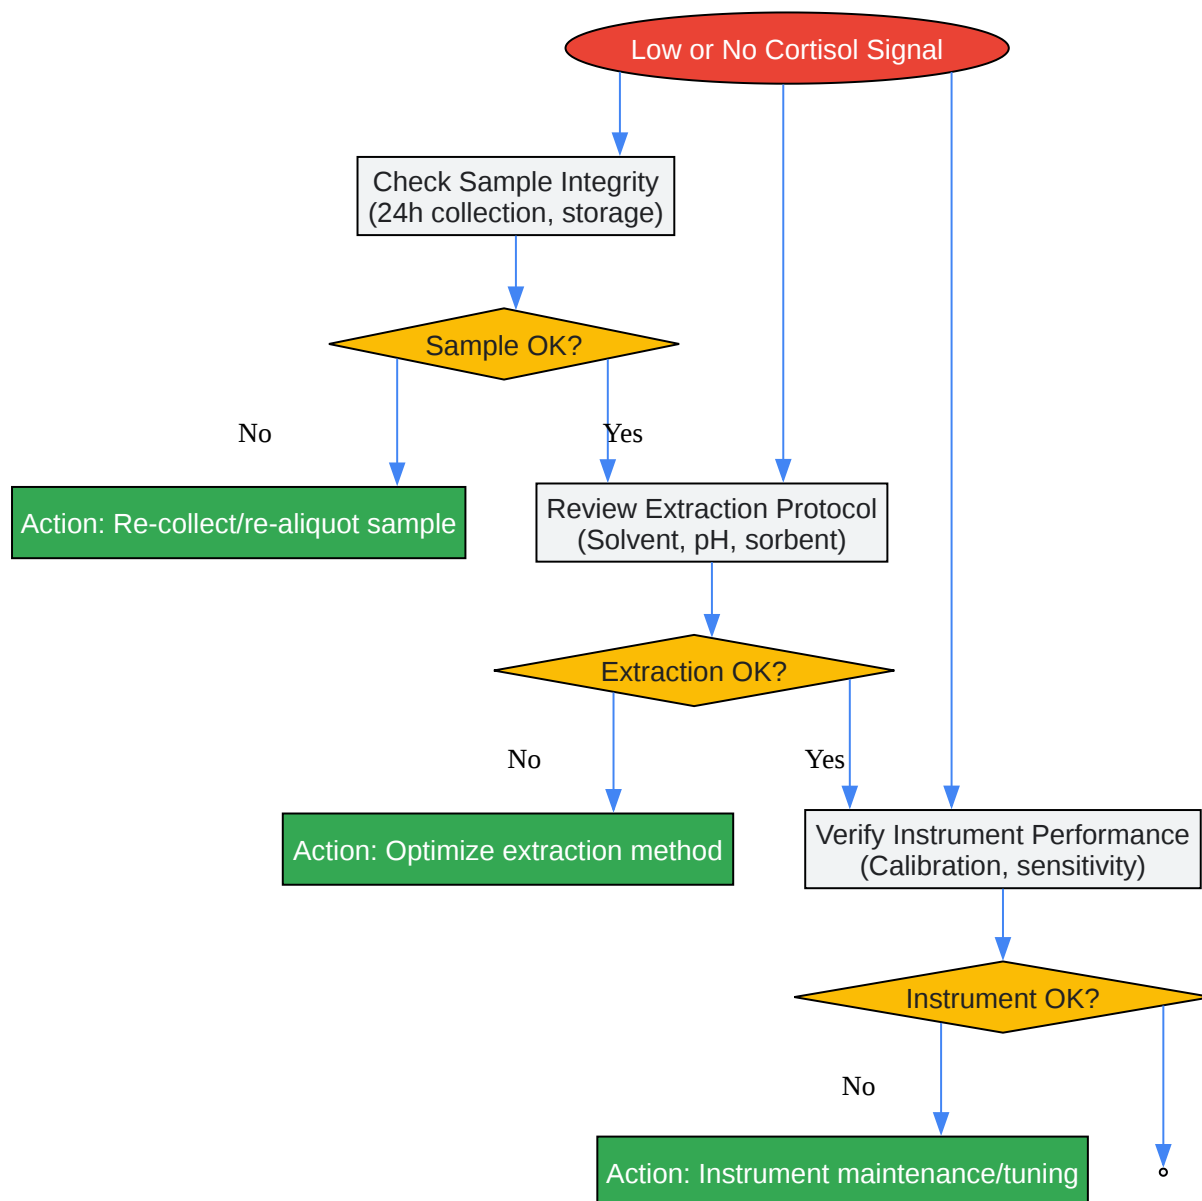 Low or No Cortisol Signal
Check Sample Integrity
(24h collection, storage)
Sample OK?
No
Yes
Action: Re-collect/re-aliquot sample
Review Extraction Protocol
(Solvent, pH, sorbent)
Extraction OK?
No
Yes
Action: Optimize extraction method
Verify Instrument Performance
(Calibration, sensitivity)
Instrument OK?
No
Action: Instrument maintenance/tuning